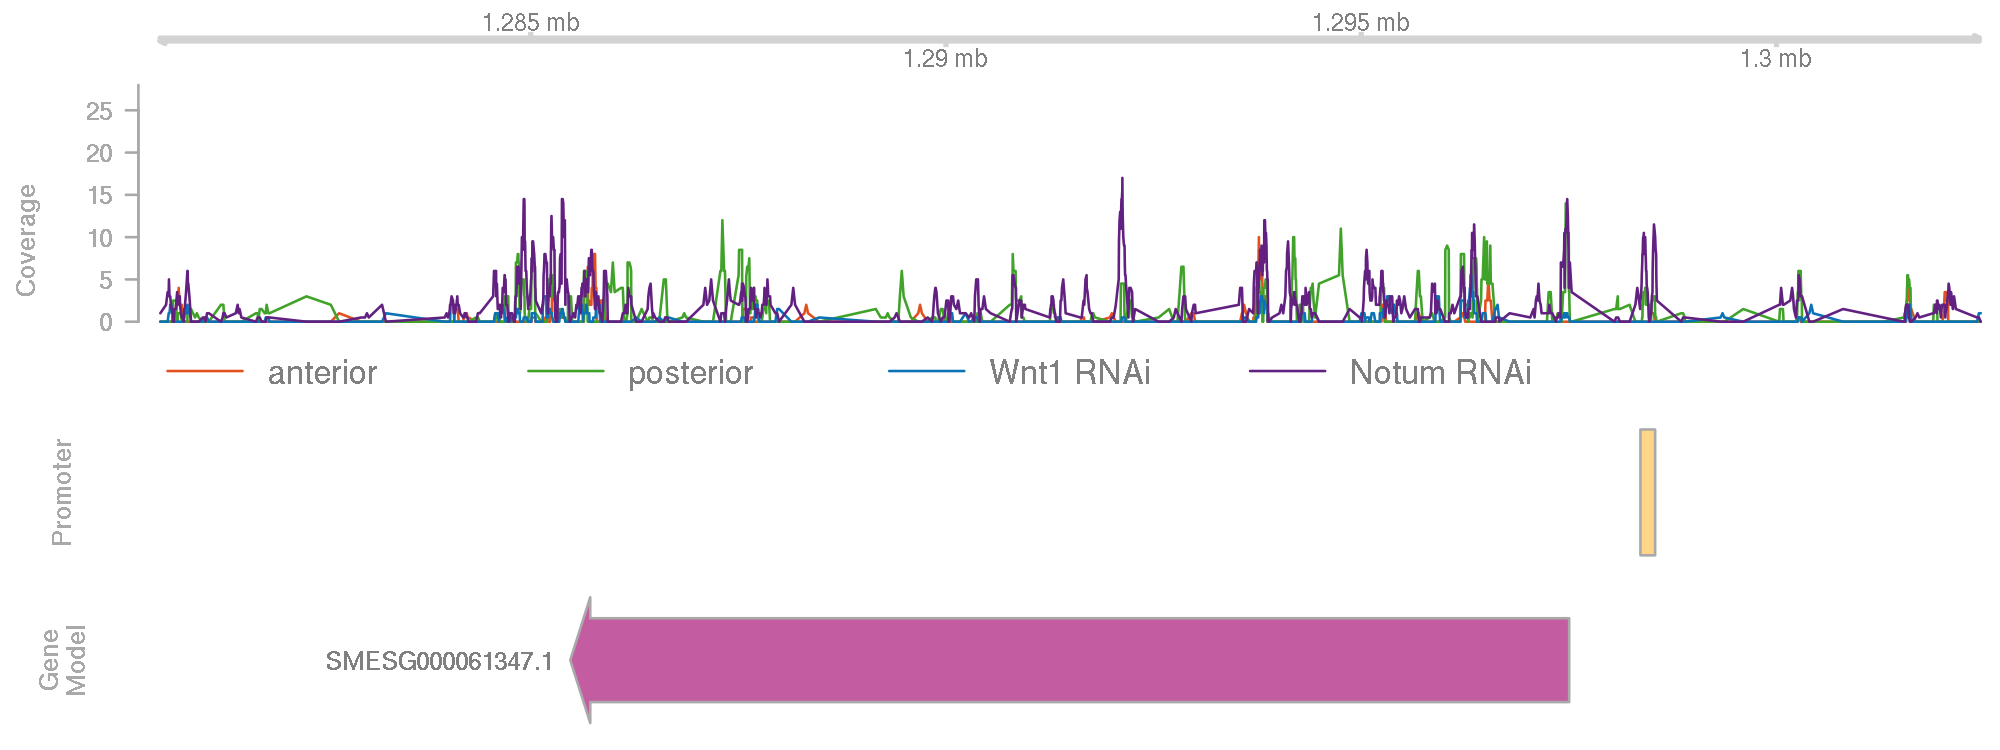 1.285 mb
1.295 mb
1.29 mb
1.3 mb
Coverage
25
20
15
10
5
0
anterior
posterior
Wnt1 RNAi
Notum RNAi
Promoter
Gene
Model
SMESG000061347.1